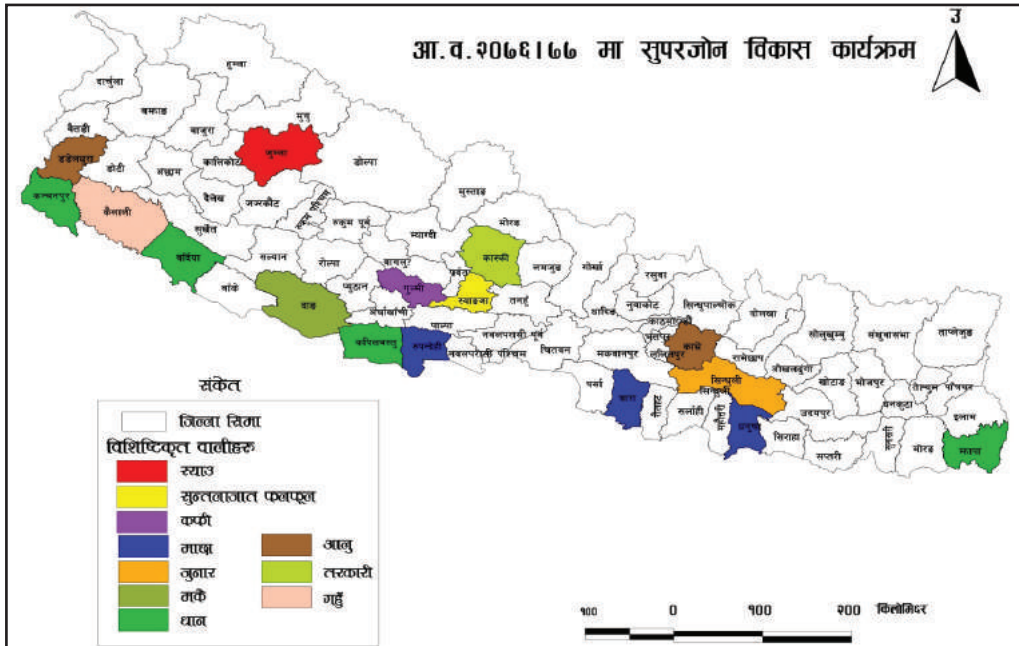 आ.व.२०७६।७७ मा सुपरजोन विकास कार्यक्रम
उ
हुम्ला
दार्चुला
बझाङ
मुगु
बैतडी
बाजुरा
डडेलधुरा
डोटी
अछाम
कालिकोट
जुम्ला
डोल्पा
कञ्चनपुर
कैलाली
दैलेख
जाजरकोट
रुकुम पश्चिम
रुकुम पूर्व
मुस्ताङ
सुर्खेत
बर्दिया
सल्यान
रोल्पा
म्याग्दी
बागलु
पर्वत
कास्की
मनाङ
लमजुङ
गोर्खा
बाँके
दाङ
प्युठान
गुल्मी
स्याङजा
तनहुँ
अर्घाखाँची
पाल्पा
कपिलवस्तु
रुपन्देही
नवलपरासी पश्चिम
नवलपरासी पूर्व
चितवन
धादिङ
रसुवा
नुवाकोट
सिन्धुपाल्चोक
दोलखा
काठमाण्डौ
भक्तपुर
ललितपुर
काभ्रे
मकवानपुर
रामेछाप
सोलुखुम्बु
संखुवासभा
ताप्लेजुङ
ओखलढुंगा
खोटाङ
भोजपुर
तेह्रथुम
पाँचथर
धनकुटा
इलाम
पर्सा
बारा
रौतहट
सर्लाही
सिन्धुली
सिन्धुली
महोत्तरी
धनुषा
सिराहा
उदयपुर
सप्तरी
सुनसरी
मोरङ
झापा
संकेत
जिल्ला सिमा
विशिष्टिकृत वालीहरु
स्याउ
सुन्तलाजात फलफूल
कफी
माछा
जुनार
मकै
धान
आलु
तरकारी
गहुँ
१०० ० १०० २०० किलोमिटर